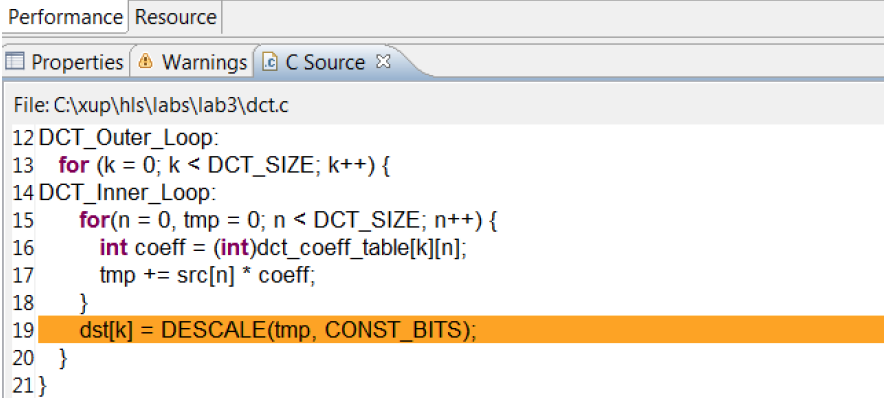 Performance Resource
Properties Warnings C Source
File: C:\xup\hls\labs\lab3\dct.c
12 DCT_Outer_Loop:
13 for (k = 0; k < DCT_SIZE; k++) {
14 DCT_Inner_Loop:
15 for(n = 0, tmp = 0; n < DCT_SIZE; n++) {
16 int coeff = (int)dct_coeff_table[k][n];
17 tmp += src[n] * coeff;
18 }
19 dst[k] = DESCALE(tmp, CONST_BITS);
20 }
21 }